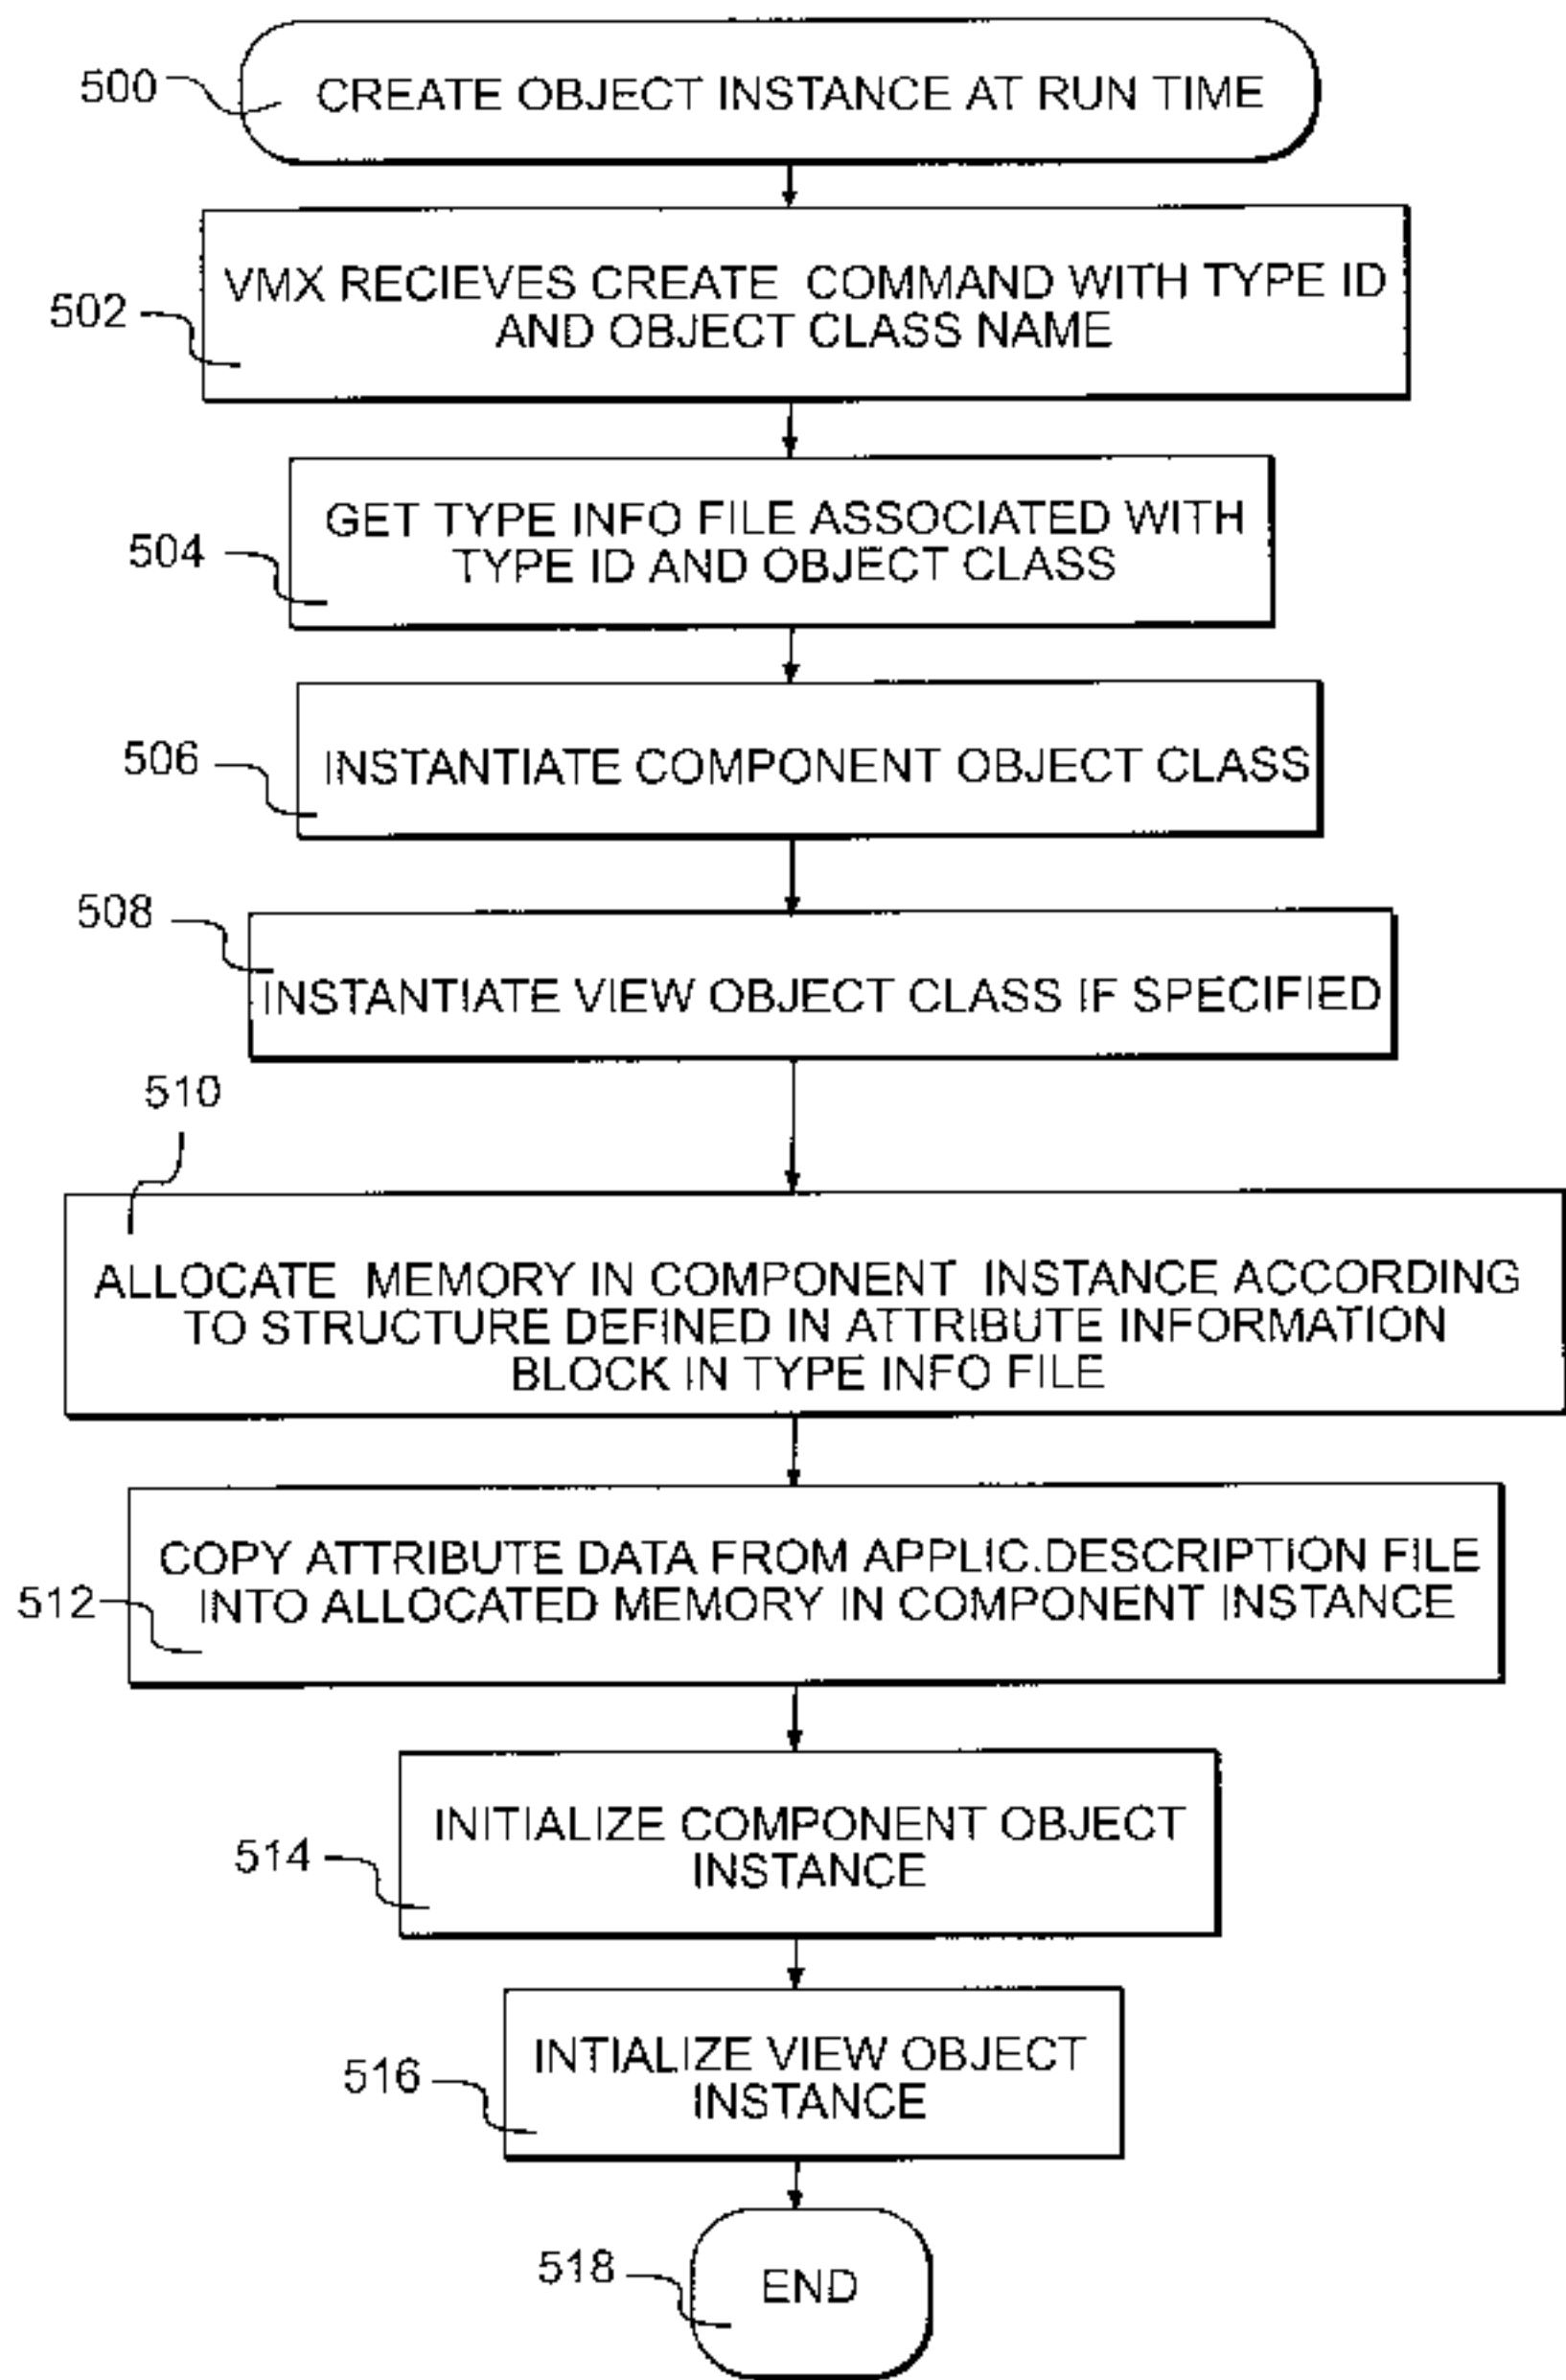 500
CREATE OBJECT INSTANCE AT RUN TIME
502
VMX RECIEVES CREATE COMMAND WITH TYPE ID
AND OBJECT CLASS NAME
504
GET TYPE INFO FILE ASSOCIATED WITH
TYPE ID AND OBJECT CLASS
506
INSTANTIATE COMPONENT OBJECT CLASS
508
INSTANTIATE VIEW OBJECT CLASS IF SPECIFIED
510
ALLOCATE MEMORY IN COMPONENT INSTANCE ACCORDING
TO STRUCTURE DEFINED IN ATTRIBUTE INFORMATION
BLOCK IN TYPE INFO FILE
512
COPY ATTRIBUTE DATA FROM APPLIC.DESCRIPTION FILE
INTO ALLOCATED MEMORY IN COMPONENT INSTANCE
514
INITIALIZE COMPONENT OBJECT
INSTANCE
516
INTIALIZE VIEW OBJECT
INSTANCE
518
END